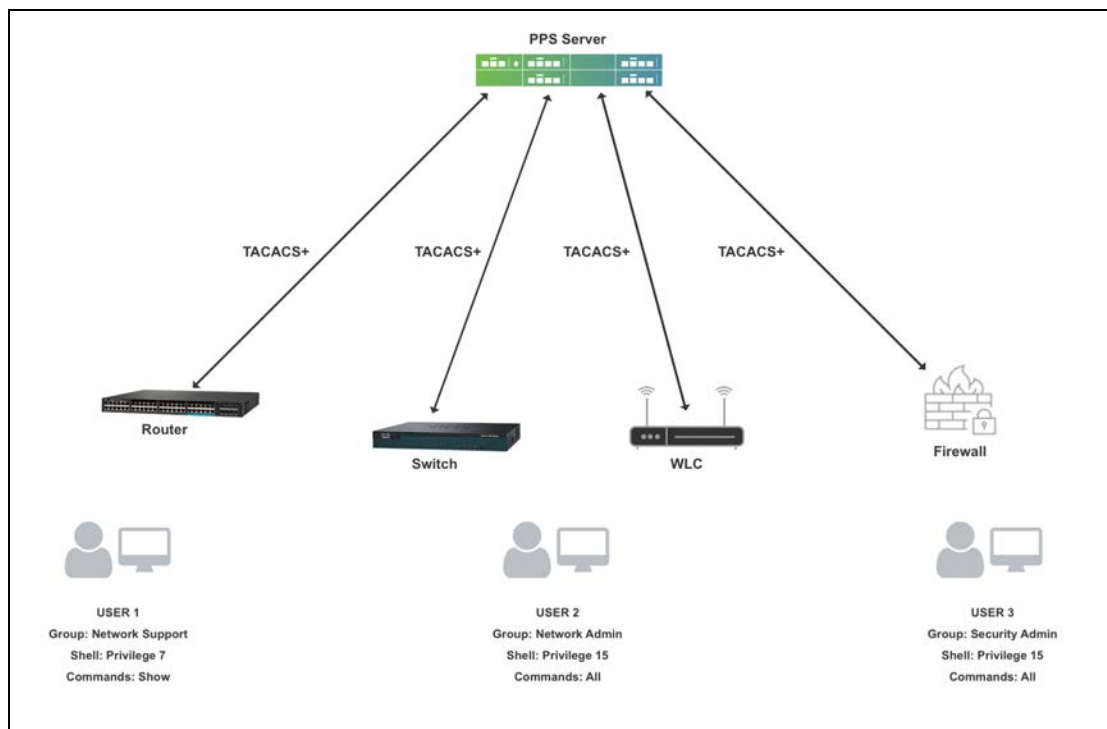 PPS Server
TACACS+ TACACS+ TACACS+ TACACS+
Router
Switch
WLC
Firewall
USER 1
Group: Network Support
Shell: Privilege 7
Commands: Show
USER 2
Group: Network Admin
Shell: Privilege 15
Commands: All
USER 3
Group: Security Admin
Shell: Privilege 15
Commands: All